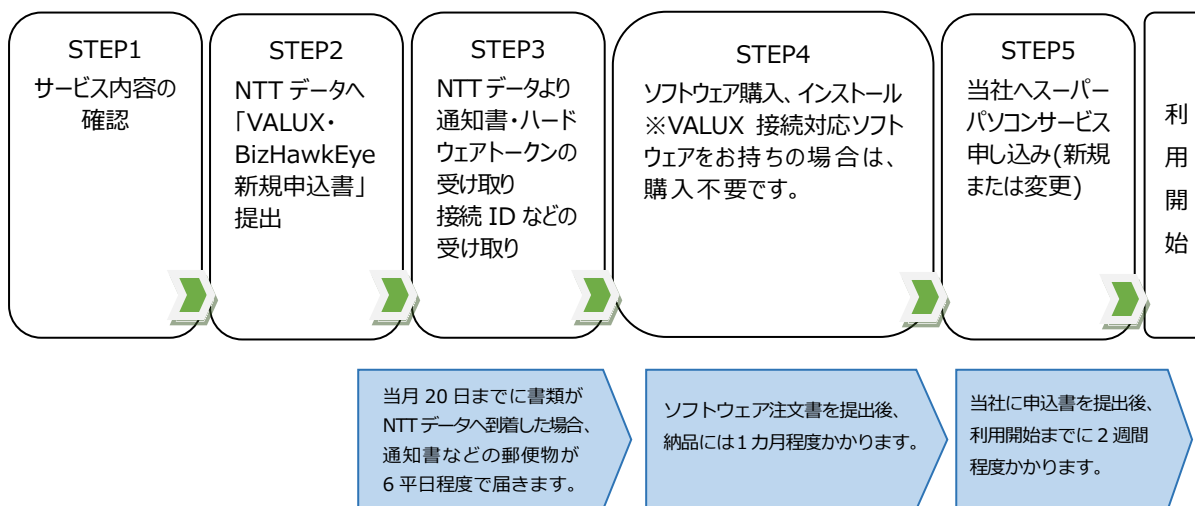 STEP1
サービス内容の
確認
STEP2
NTT データへ
「VALUX・
BizHawkEye
新規申込書」
提出
STEP3
NTT データより
通知書・ハード
ウェアトークンの
受け取り
接続 ID などの
受け取り
STEP4
ソフトウェア購入、インストール
※VALUX 接続対応ソフト
ウェアをお持ちの場合は、
購入不要です。
STEP5
当社へスーパー
パソコンサービス
申し込み(新規
または変更)
利
用
開
始
当月 20 日までに書類が
NTT データへ到着した場合、
通知書などの郵便物が
6 平日程度で届きます。
ソフトウェア注文書を提出後、
納品には１カ月程度かかります。
当社に申込書を提出後、
利用開始までに 2 週間
程度かかります。